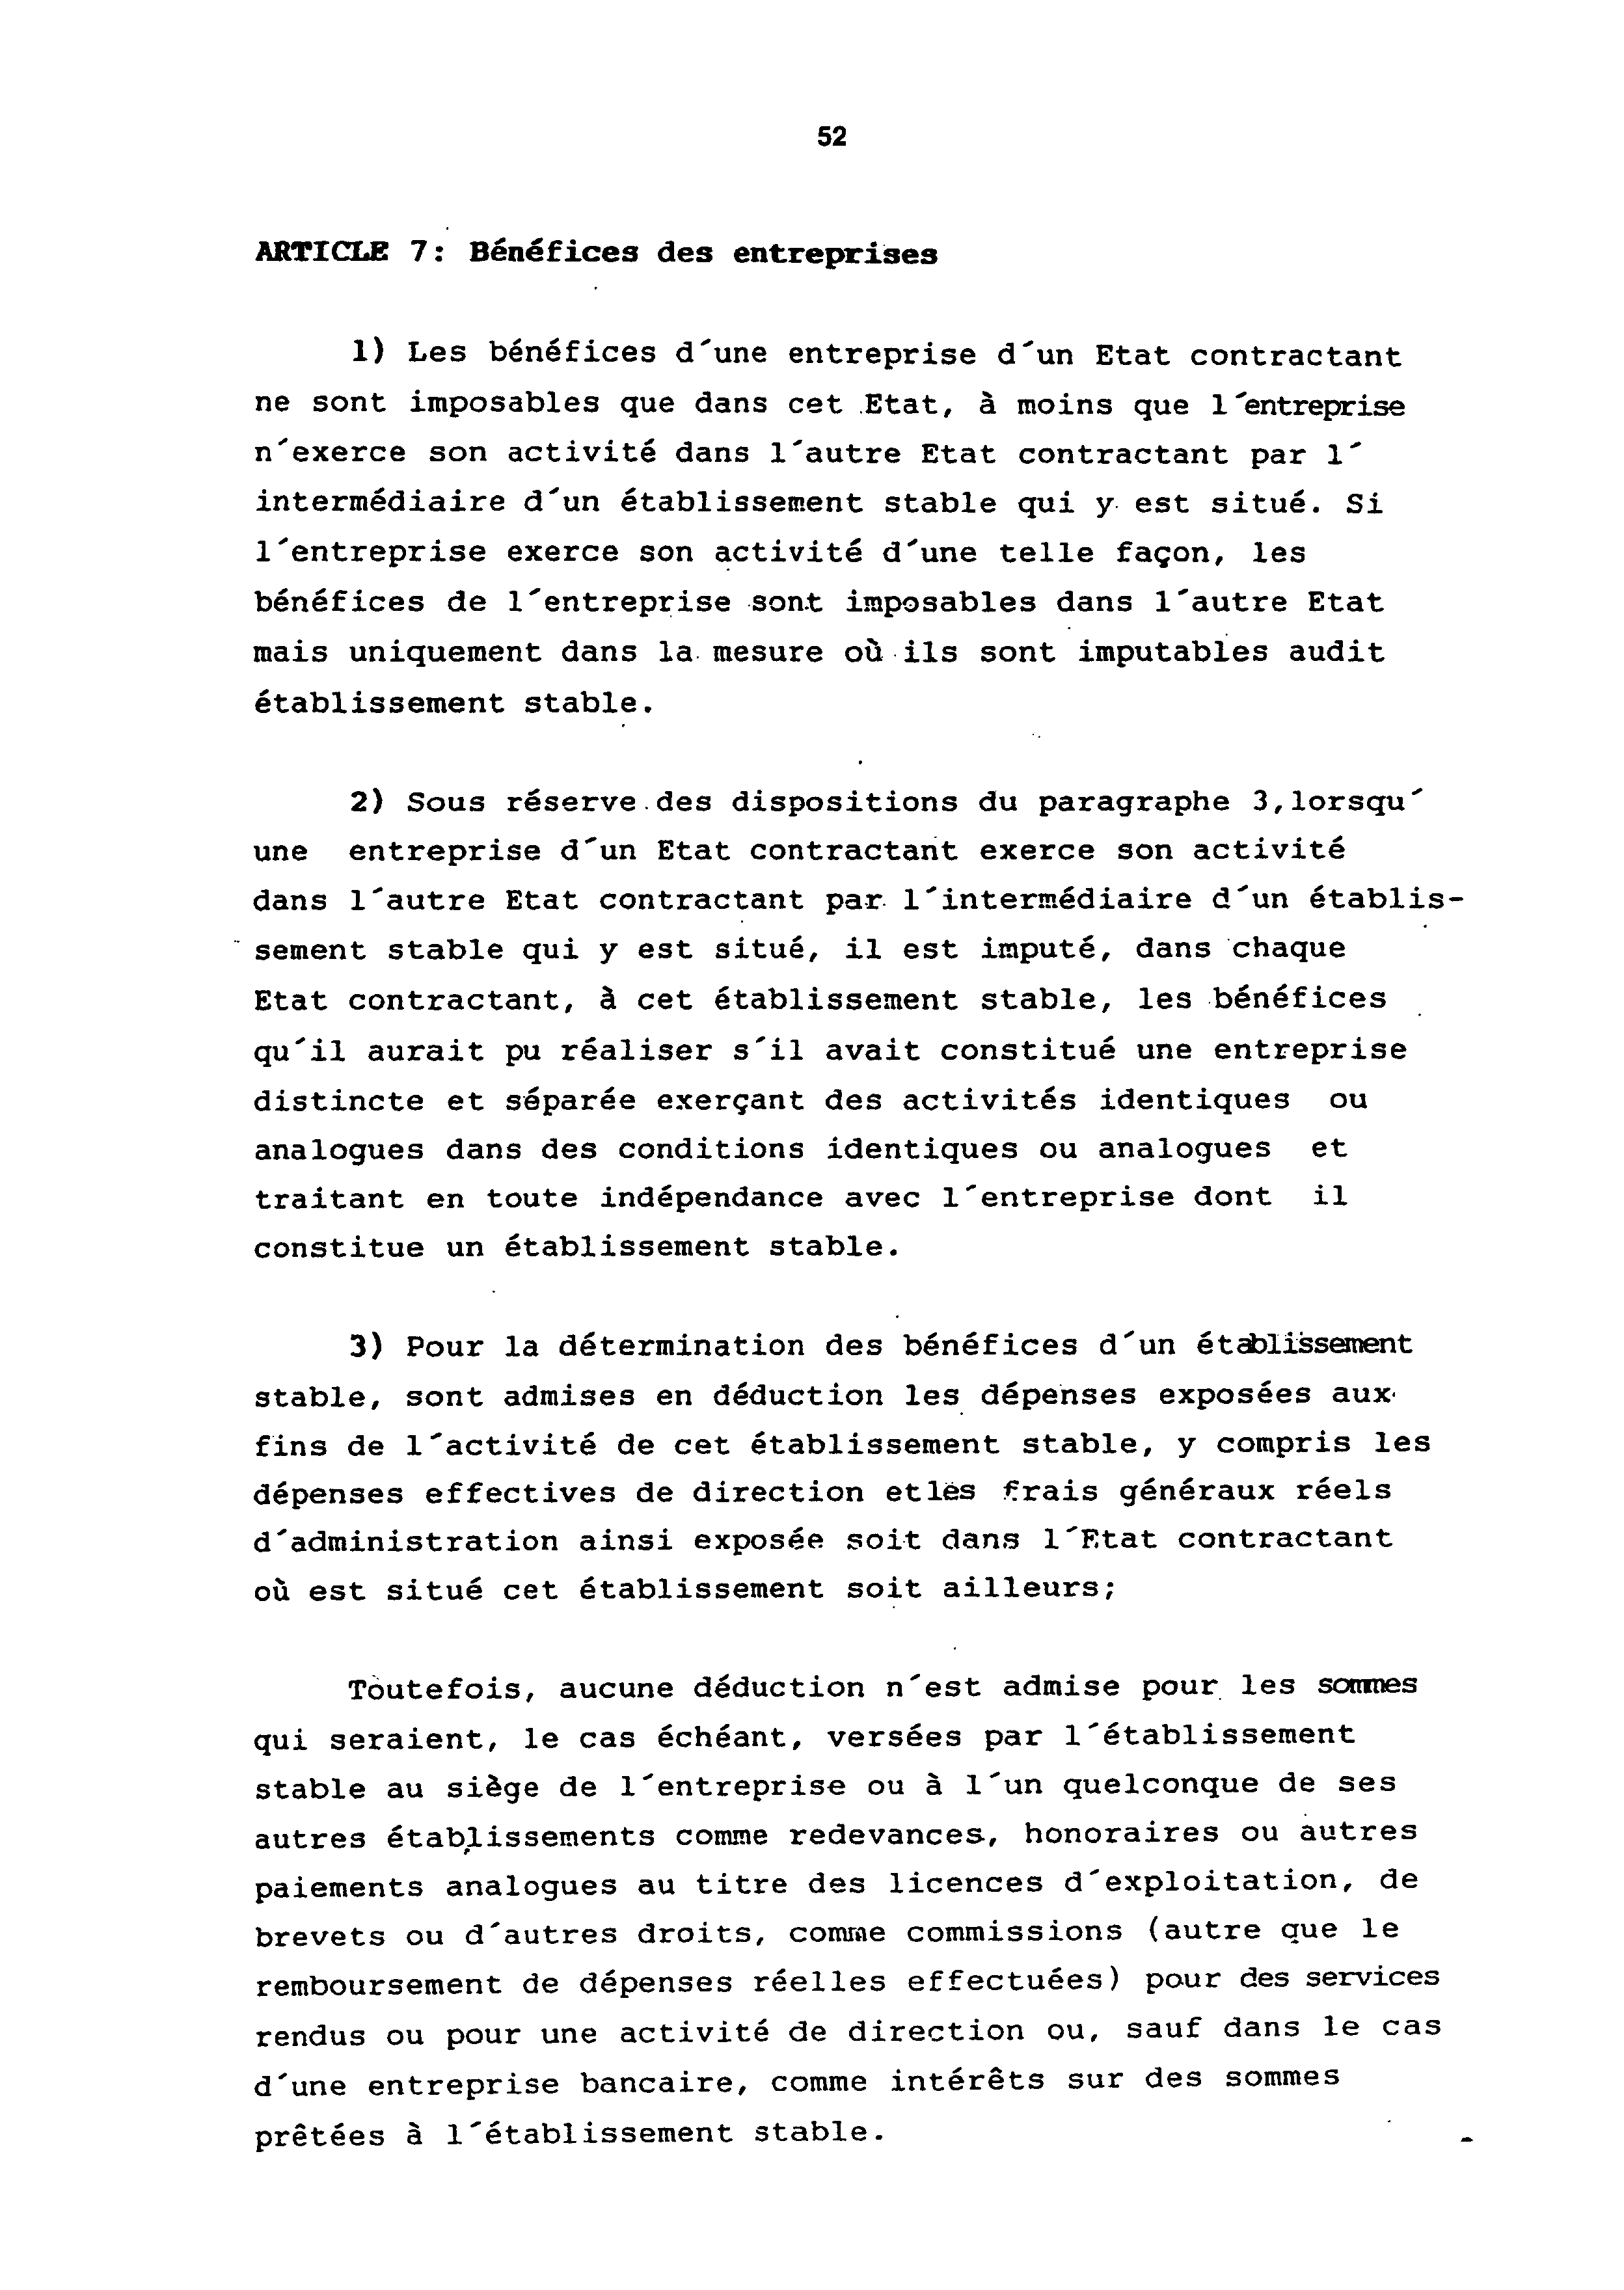 52
ARTICLE 7: Bénéfices des entreprises
1) Les bénéfices d´une entreprise d´un Etat contractant
ne sont imposables que dans cet Etat, à moins que l´entreprise
n´exerce son activité dans l´autre Etat contractant par l´
intermédiaire d´un établissement stable qui y est situé. Si
l´entreprise exerce son activité d´une telle façon, les
bénéfices de l´entreprise sont imposables dans l´autre Etat
mais uniquement dans la mesure où ils sont imputables audit
établissement stable.
2) Sous réserve des dispositions du paragraphe 3,lorsqu´
une entreprise d´un Etat contractant exerce son activité
dans l´autre Etat contractant par l´intermédiaire d´un établis-
sement stable qui y est situé, il est imputé, dans chaque
Etat contractant, à cet établissement stable, les bénéfices
qu´il aurait pu réaliser s´il avait constitué une entreprise
distincte et séparée exerçant des activités identiques ou
analogues dans des conditions identiques ou analogues et
traitant en toute indépendance avec l´entreprise dont il
constitue un établissement stable.
3) Pour la détermination des bénéfices d´un établissement
stable, sont admises en déduction les dépenses exposées aux
fins de l´activité de cet établissement stable, y compris les
dépenses effectives de direction et les frais généraux réels
d´administration ainsi exposée soit dans l´Etat contractant
où est situé cet établissement soit ailleurs;
Toutefois, aucune déduction n´est admise pour les sommes
qui seraient, le cas échéant, versées par l´établissement
stable au siège de l´entreprise ou à l´un quelconque de ses
autres établissements comme redevances, honoraires ou autres
paiements analogues au titre des licences d´exploitation, de
brevets ou d´autres droits, comme commissions (autre que le
remboursement de dépenses réelles effectuées) pour des services
rendus ou pour une activité de direction ou, sauf dans le cas
d´une entreprise bancaire, comme intérêts sur des sommes
prêtées à l´établissement stable.